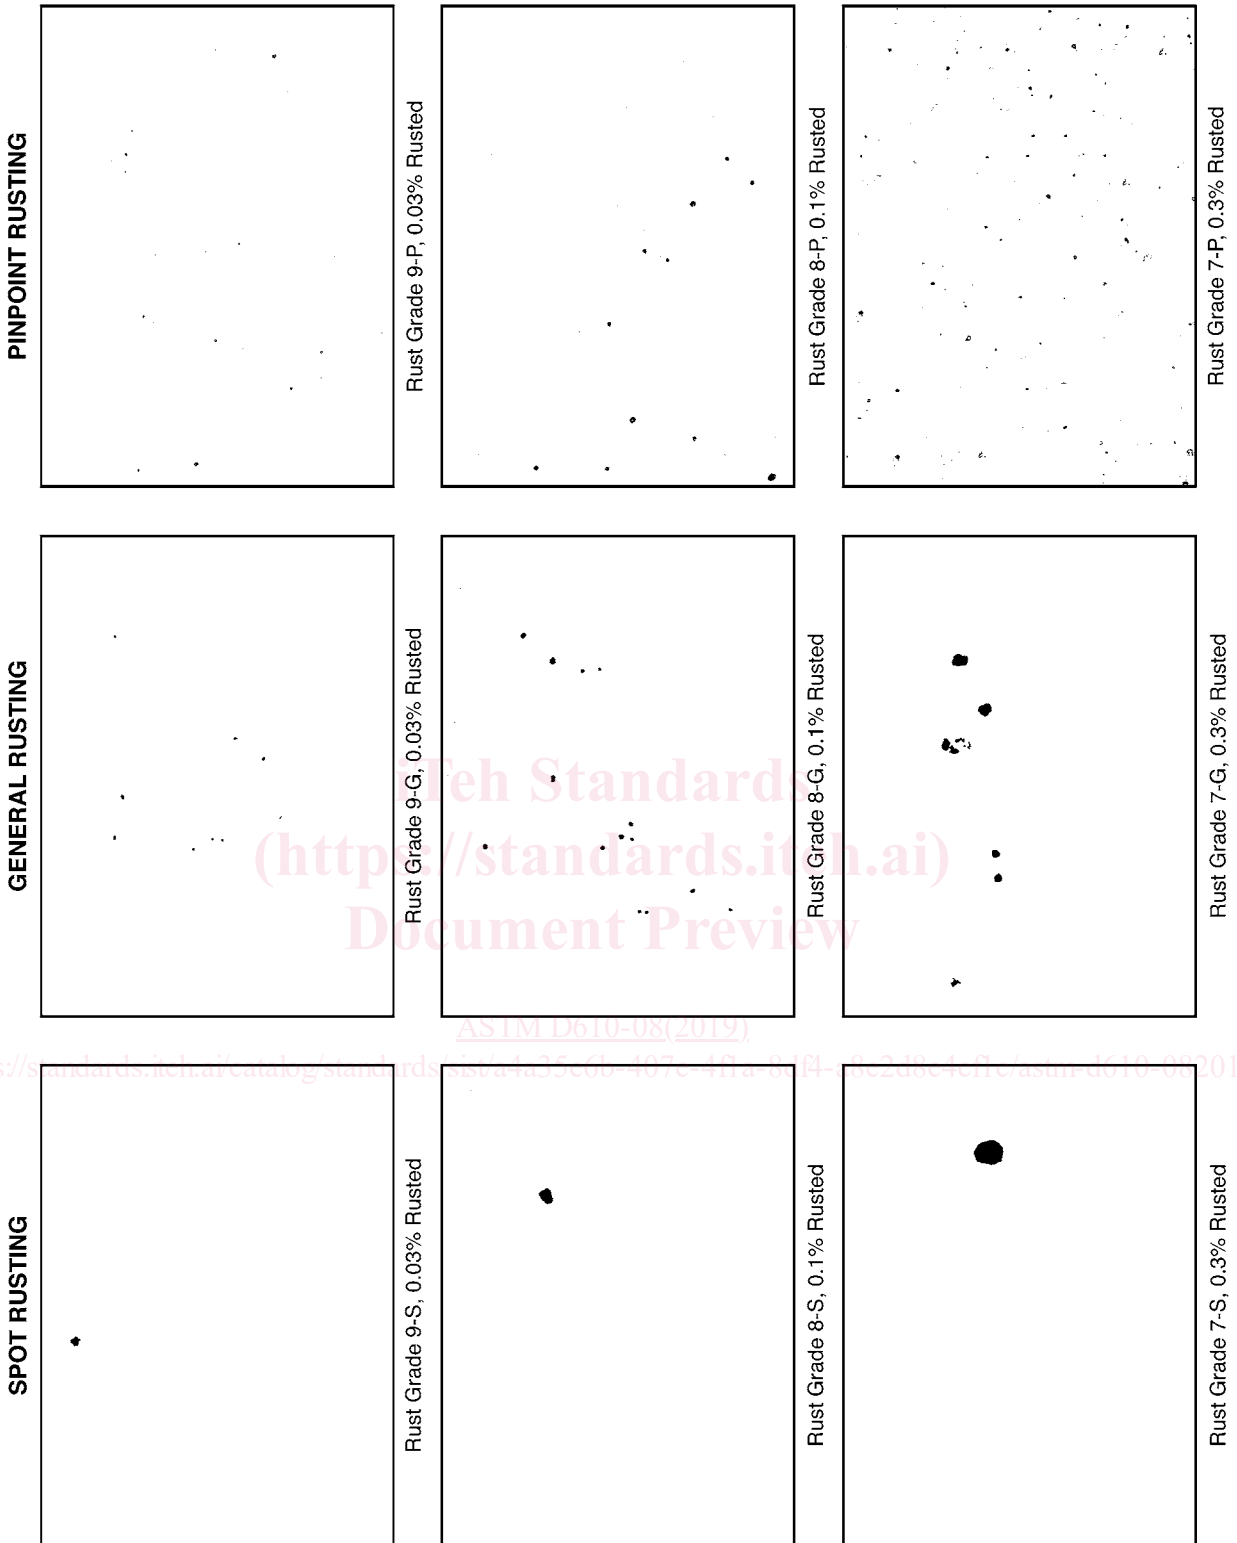 SPOT RUSTING
GENERAL RUSTING
PINPOINT RUSTING
Rust Grade 9-S, 0.03% Rusted
Rust Grade 9-G, 0.03% Rusted
Rust Grade 9-P, 0.03% Rusted
Rust Grade 8-S, 0.1% Rusted
Rust Grade 8-G, 0.1% Rusted
Rust Grade 8-P, 0.1% Rusted
Rust Grade 7-S, 0.3% Rusted
Rust Grade 7-G, 0.3% Rusted
Rust Grade 7-P, 0.3% Rusted
iTeh Standards
(https://standards.iteh.ai)
Document Preview
ASTM D610-08(2019)